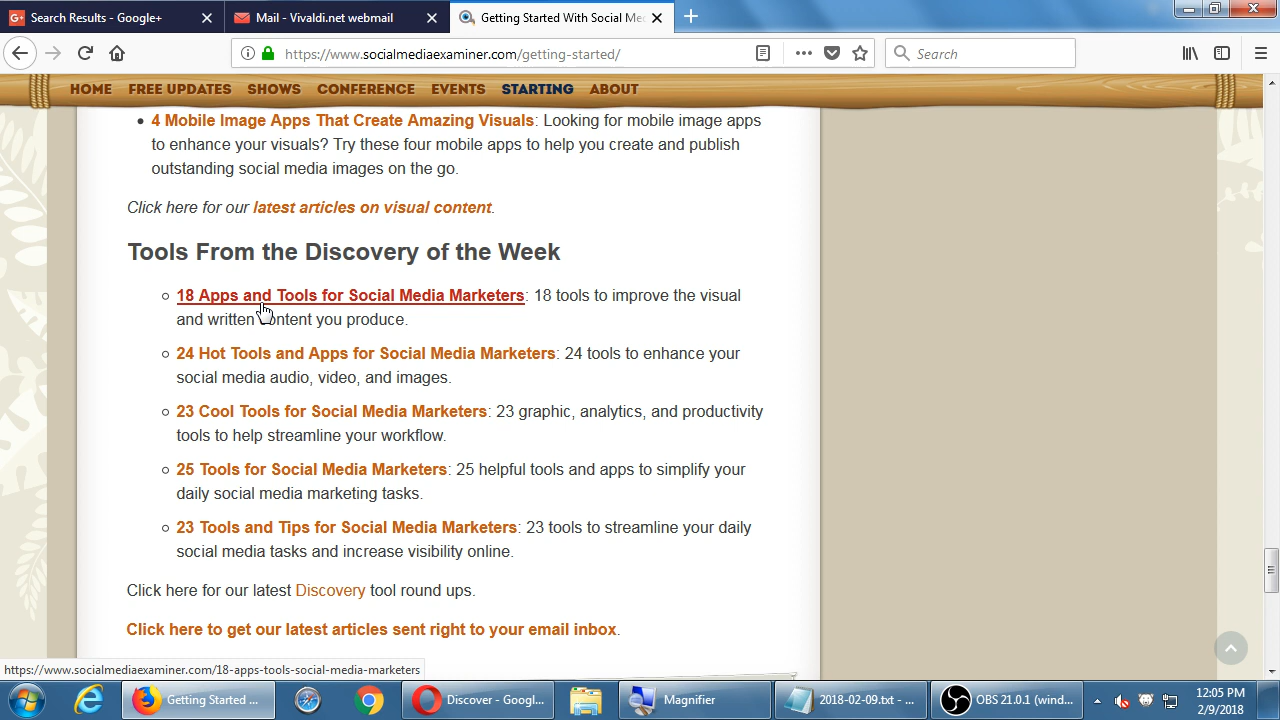 Search Results - Google+
Mail - Vivaldi.net webmail
Getting Started With Social Me
https://www.socialmediaexaminer.com/getting-started/
Search
HOME FREE UPDATES SHOWS CONFERENCE EVENTS STARTING ABOUT
4 Mobile Image Apps That Create Amazing Visuals: Looking for mobile image apps
to enhance your visuals? Try these four mobile apps to help you create and publish
outstanding social media images on the go.
Click here for our latest articles on visual content.
Tools From the Discovery of the Week
18 Apps and Tools for Social Media Marketers: 18 tools to improve the visual
and written content you produce.
24 Hot Tools and Apps for Social Media Marketers: 24 tools to enhance your
social media audio, video, and images.
23 Cool Tools for Social Media Marketers: 23 graphic, analytics, and productivity
tools to help streamline your workflow.
25 Tools for Social Media Marketers: 25 helpful tools and apps to simplify your
daily social media marketing tasks.
23 Tools and Tips for Social Media Marketers: 23 tools to streamline your daily
social media tasks and increase visibility online.
Click here for our latest Discovery tool round ups.
Click here to get our latest articles sent right to your email inbox.
https://www.socialmediaexaminer.com/18-apps-tools-social-media-marketers
Getting Started ...
Discover - Googl...
Magnifier
2018-02-09.txt - ...
OBS 21.0.1 (wind...
12:05 PM
2/9/2018